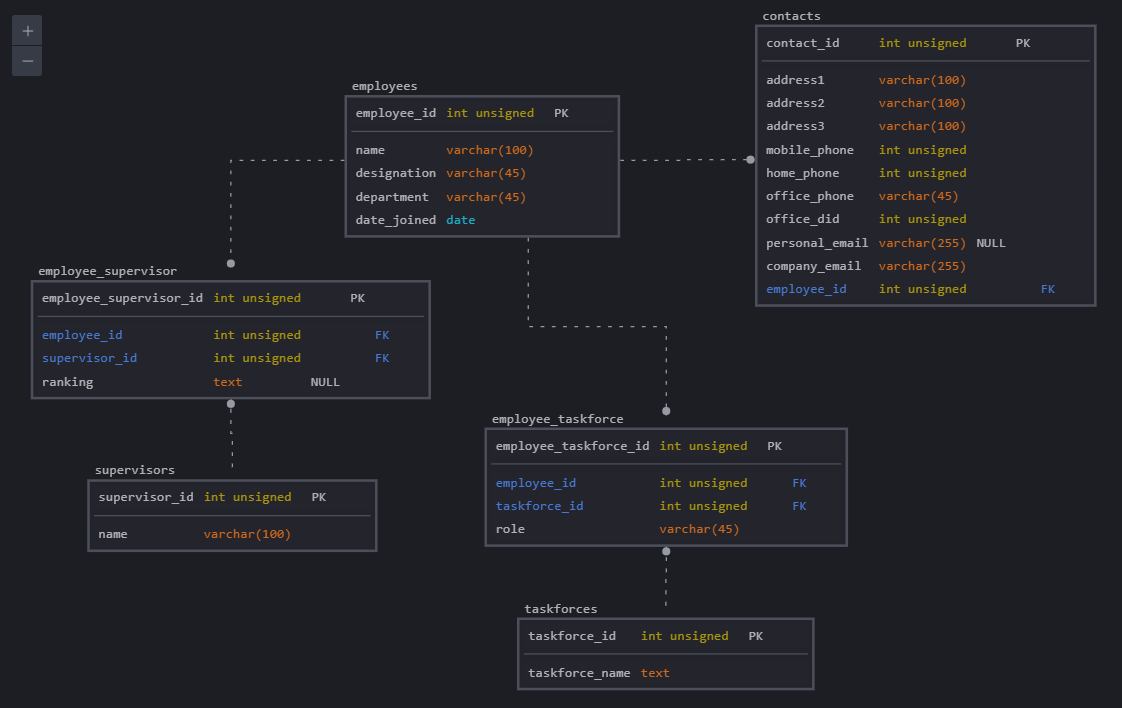 +
−
contacts
contact_id int unsigned PK
address1 varchar(100)
address2 varchar(100)
address3 varchar(100)
mobile_phone int unsigned
home_phone int unsigned
office_phone varchar(45)
office_did int unsigned
personal_email varchar(255) NULL
company_email varchar(255)
employee_id int unsigned FK
employees
employee_id int unsigned PK
name varchar(100)
designation varchar(45)
department varchar(45)
date_joined date
employee_supervisor
employee_supervisor_id int unsigned PK
employee_id int unsigned FK
supervisor_id int unsigned FK
ranking text NULL
employee_taskforce
employee_taskforce_id int unsigned PK
employee_id int unsigned FK
taskforce_id int unsigned FK
role varchar(45)
supervisors
supervisor_id int unsigned PK
name varchar(100)
taskforces
taskforce_id int unsigned PK
taskforce_name text